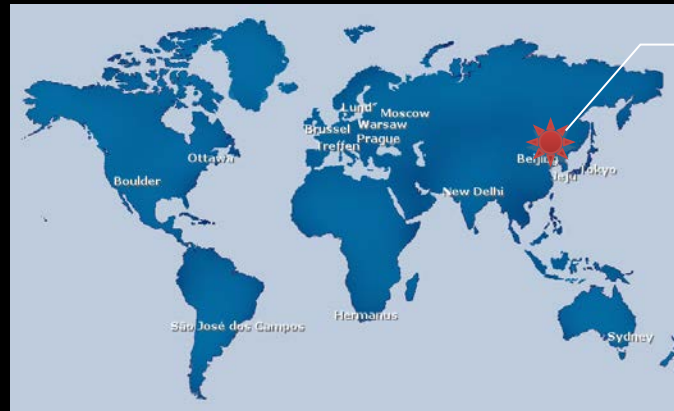 Lund
Moscow
Brussel
Warsaw
Prague
Treffen
Ottawa
Boulder
Beijing
Tokyo
Jeju
New Delhi
Hermanus
São José dos Campos
Sydney